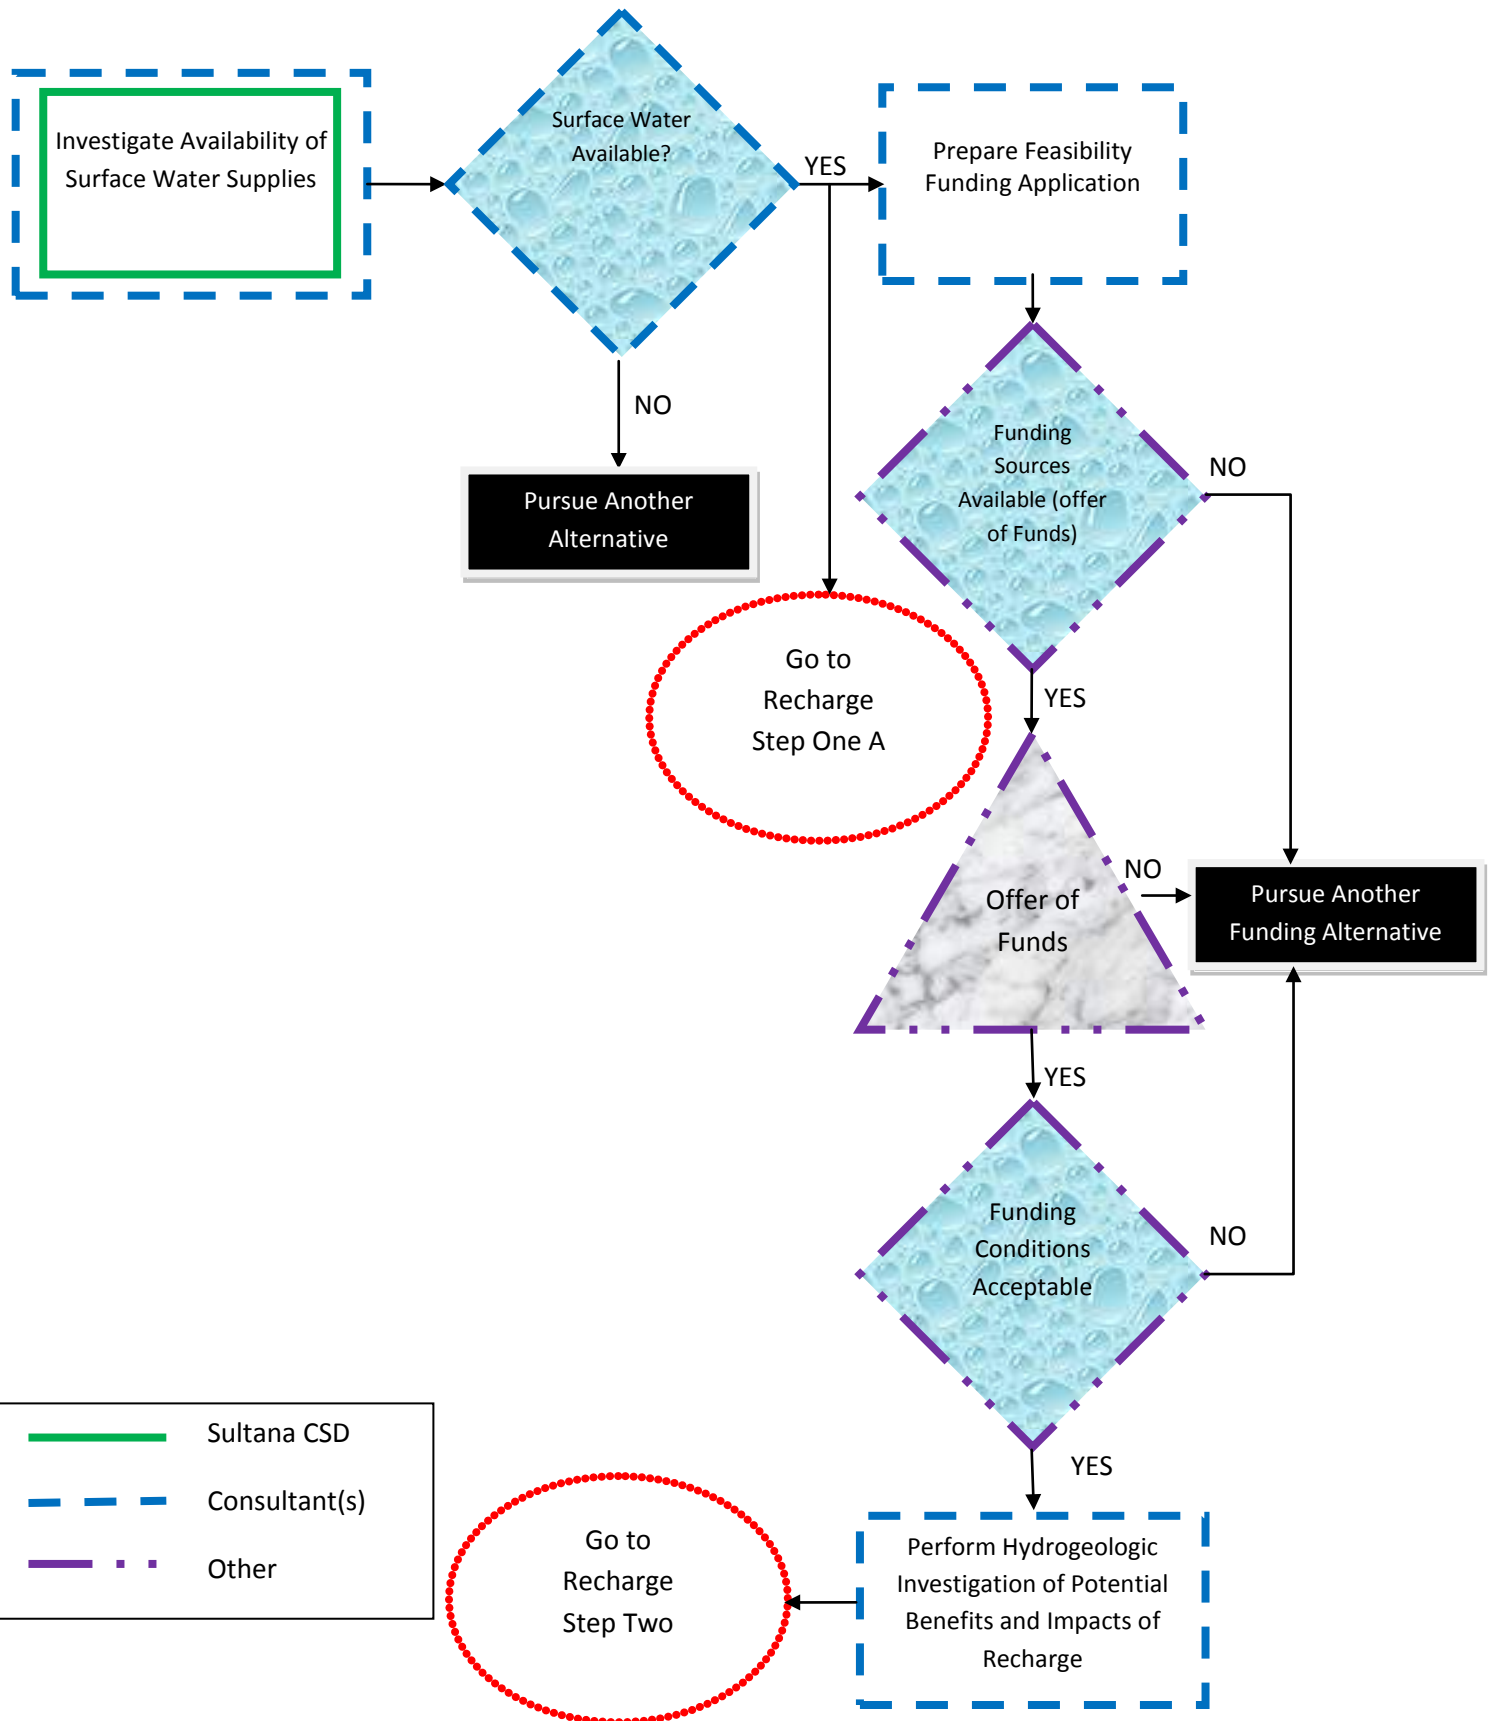 Investigate Availability of
Surface Water Supplies
Surface Water
Available?
YES
Prepare Feasibility
Funding Application
NO
Pursue Another
Alternative
Funding
Sources
Available (offer
of Funds)
NO
Go to
Recharge
Step One A
YES
Offer of
Funds
NO
Pursue Another
Funding Alternative
YES
Funding
Conditions
Acceptable
NO
YES
Perform Hydrogeologic
Investigation of Potential
Benefits and Impacts of
Recharge
Go to
Recharge
Step Two
Sultana CSD
Consultant(s)
Other